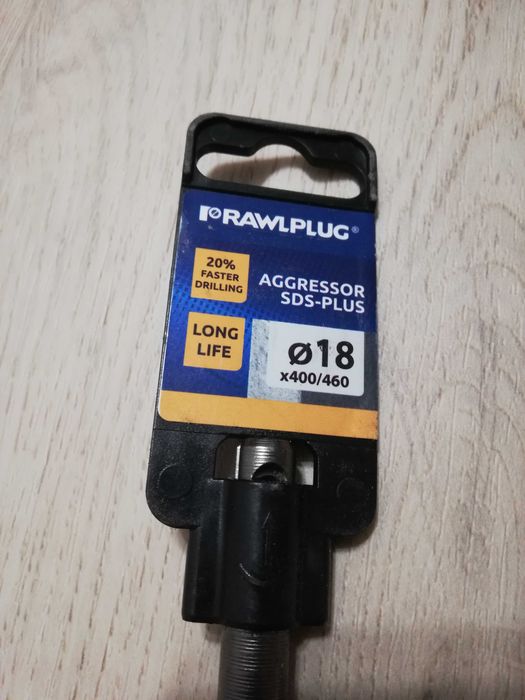 RAWLPLUG®
20%
FASTER
DRILLING
AGGRESSOR
SDS-PLUS
LONG
LIFE
ø18
x400/460